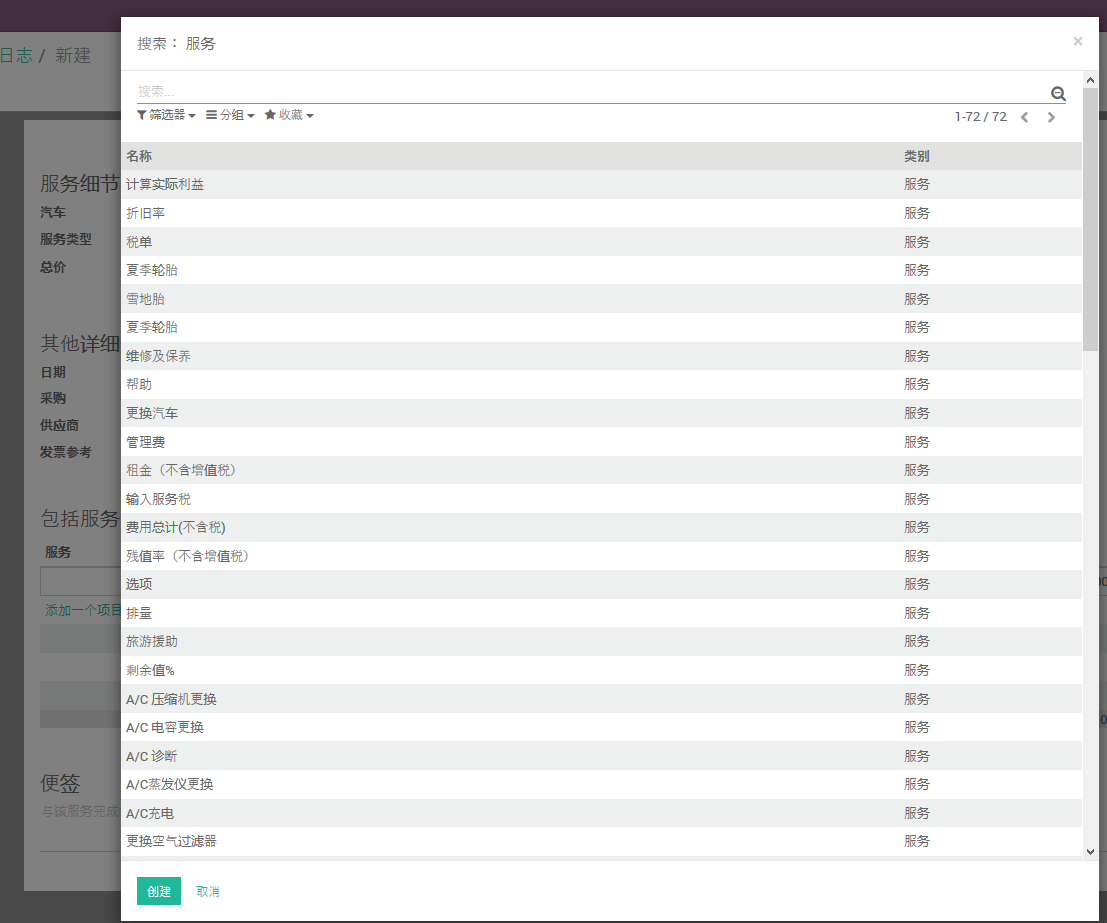 日志 / 新建
搜索： 服务
×
搜索...
筛选器 分组 收藏
1-72 / 72
名称 类别
计算实际利益 服务
折旧率 服务
税单 服务
夏季轮胎 服务
雪地胎 服务
夏季轮胎 服务
维修及保养 服务
帮助 服务
更换汽车 服务
管理费 服务
租金（不含增值税） 服务
输入服务税 服务
费用总计(不含税) 服务
残值率（不含增值税） 服务
选项 服务
排量 服务
旅游援助 服务
剩余值% 服务
A/C 压缩机更换 服务
A/C 电容更换 服务
A/C 诊断 服务
A/C蒸发仪更换 服务
A/C充电 服务
更换空气过滤器 服务
创建 取消
服务细节
汽车
服务类型
总价
其他详细
日期
采购
供应商
发票参考
包括服务
服务
添加一个项目
便签
与该服务完成